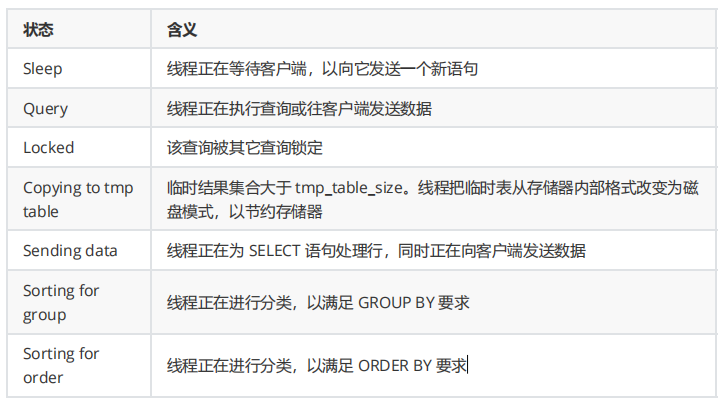 状态 含义
Sleep 线程正在等待客户端，以向它发送一个新语句
Query 线程正在执行查询或往客户端发送数据
Locked 该查询被其它查询锁定
Copying to tmp
table
临时结果集合大于 tmp_table_size。线程把临时表从存储器内部格式改变为磁
盘模式，以节约存储器
Sending data 线程正在为 SELECT 语句处理行，同时正在向客户端发送数据
Sorting for
group
线程正在进行分类，以满足 GROUP BY 要求
Sorting for
order
线程正在进行分类，以满足 ORDER BY 要求